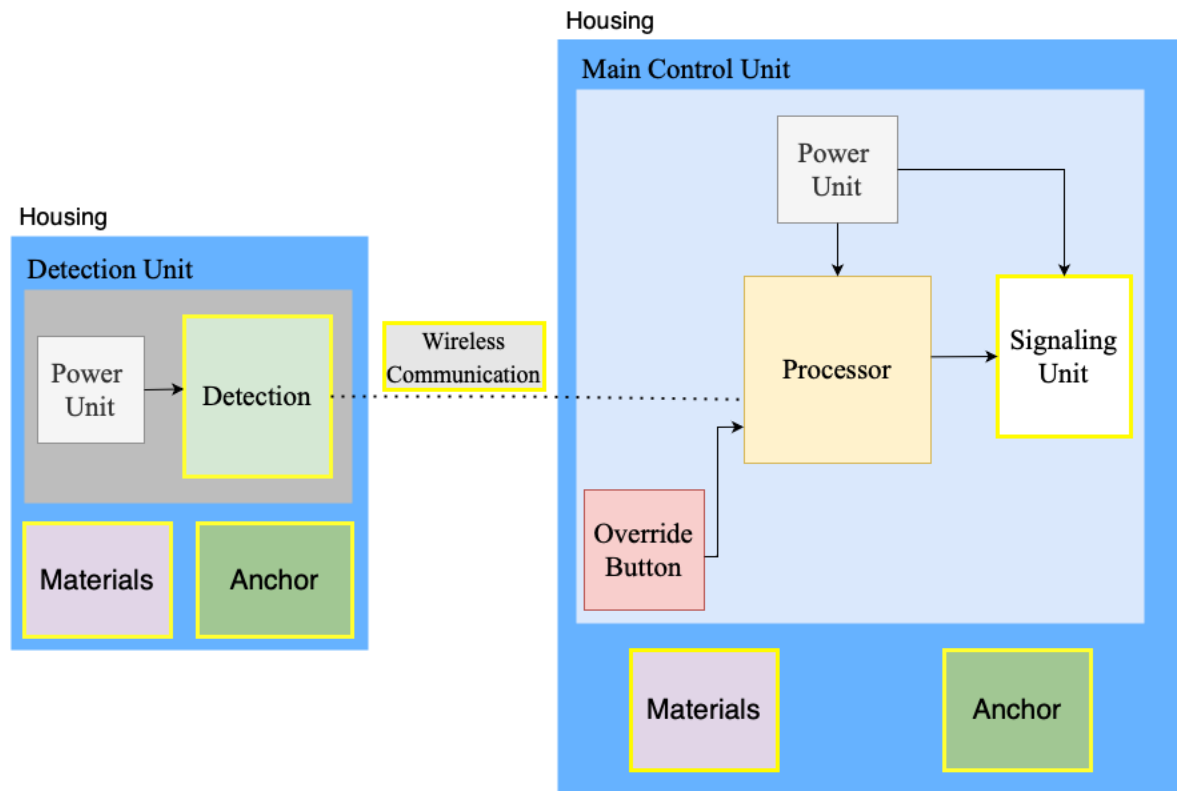 Housing
Main Control Unit
Power
Unit
Housing
Detection Unit
Power
Unit
Detection
Wireless
Communication
Processor
Signaling
Unit
Override
Button
Materials
Anchor
Materials
Anchor